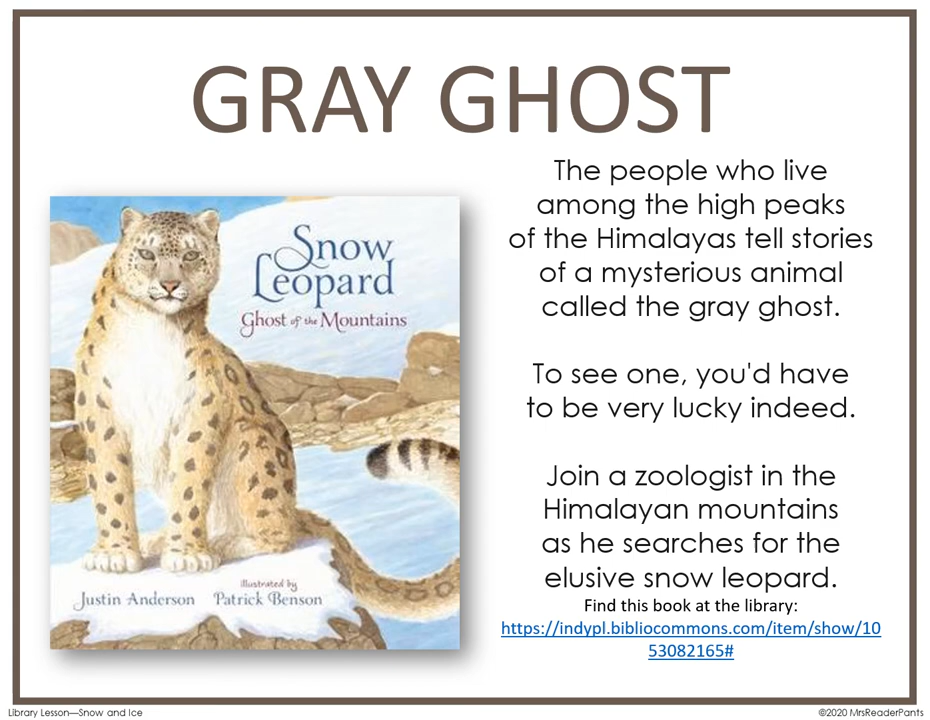 GRAY GHOST
Snow
Leopard
Ghost of the Mountains
illustrated by
Justin Anderson Patrick Benson
The people who live
among the high peaks
of the Himalayas tell stories
of a mysterious animal
called the gray ghost.
To see one, you'd have
to be very lucky indeed.
Join a zoologist in the
Himalayan mountains
as he searches for the
elusive snow leopard.
Find this book at the library:
https://indypl.bibliocommons.com/item/show/10
53082165#
Library Lesson—Snow and Ice
©2020 MrsReaderPants